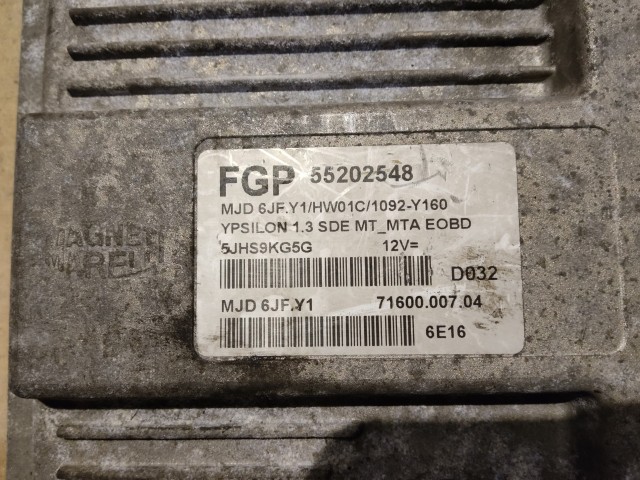 FGP 55202548
MJD 6JF.Y1/HW01C/1092-Y160
YPSILON 1.3 SDE MT_MTA EOBD
5JHS9KG5G 12V=
D032
MJD 6JF.Y1 71600.007.04
6E16
MAGNETI
MARELLI